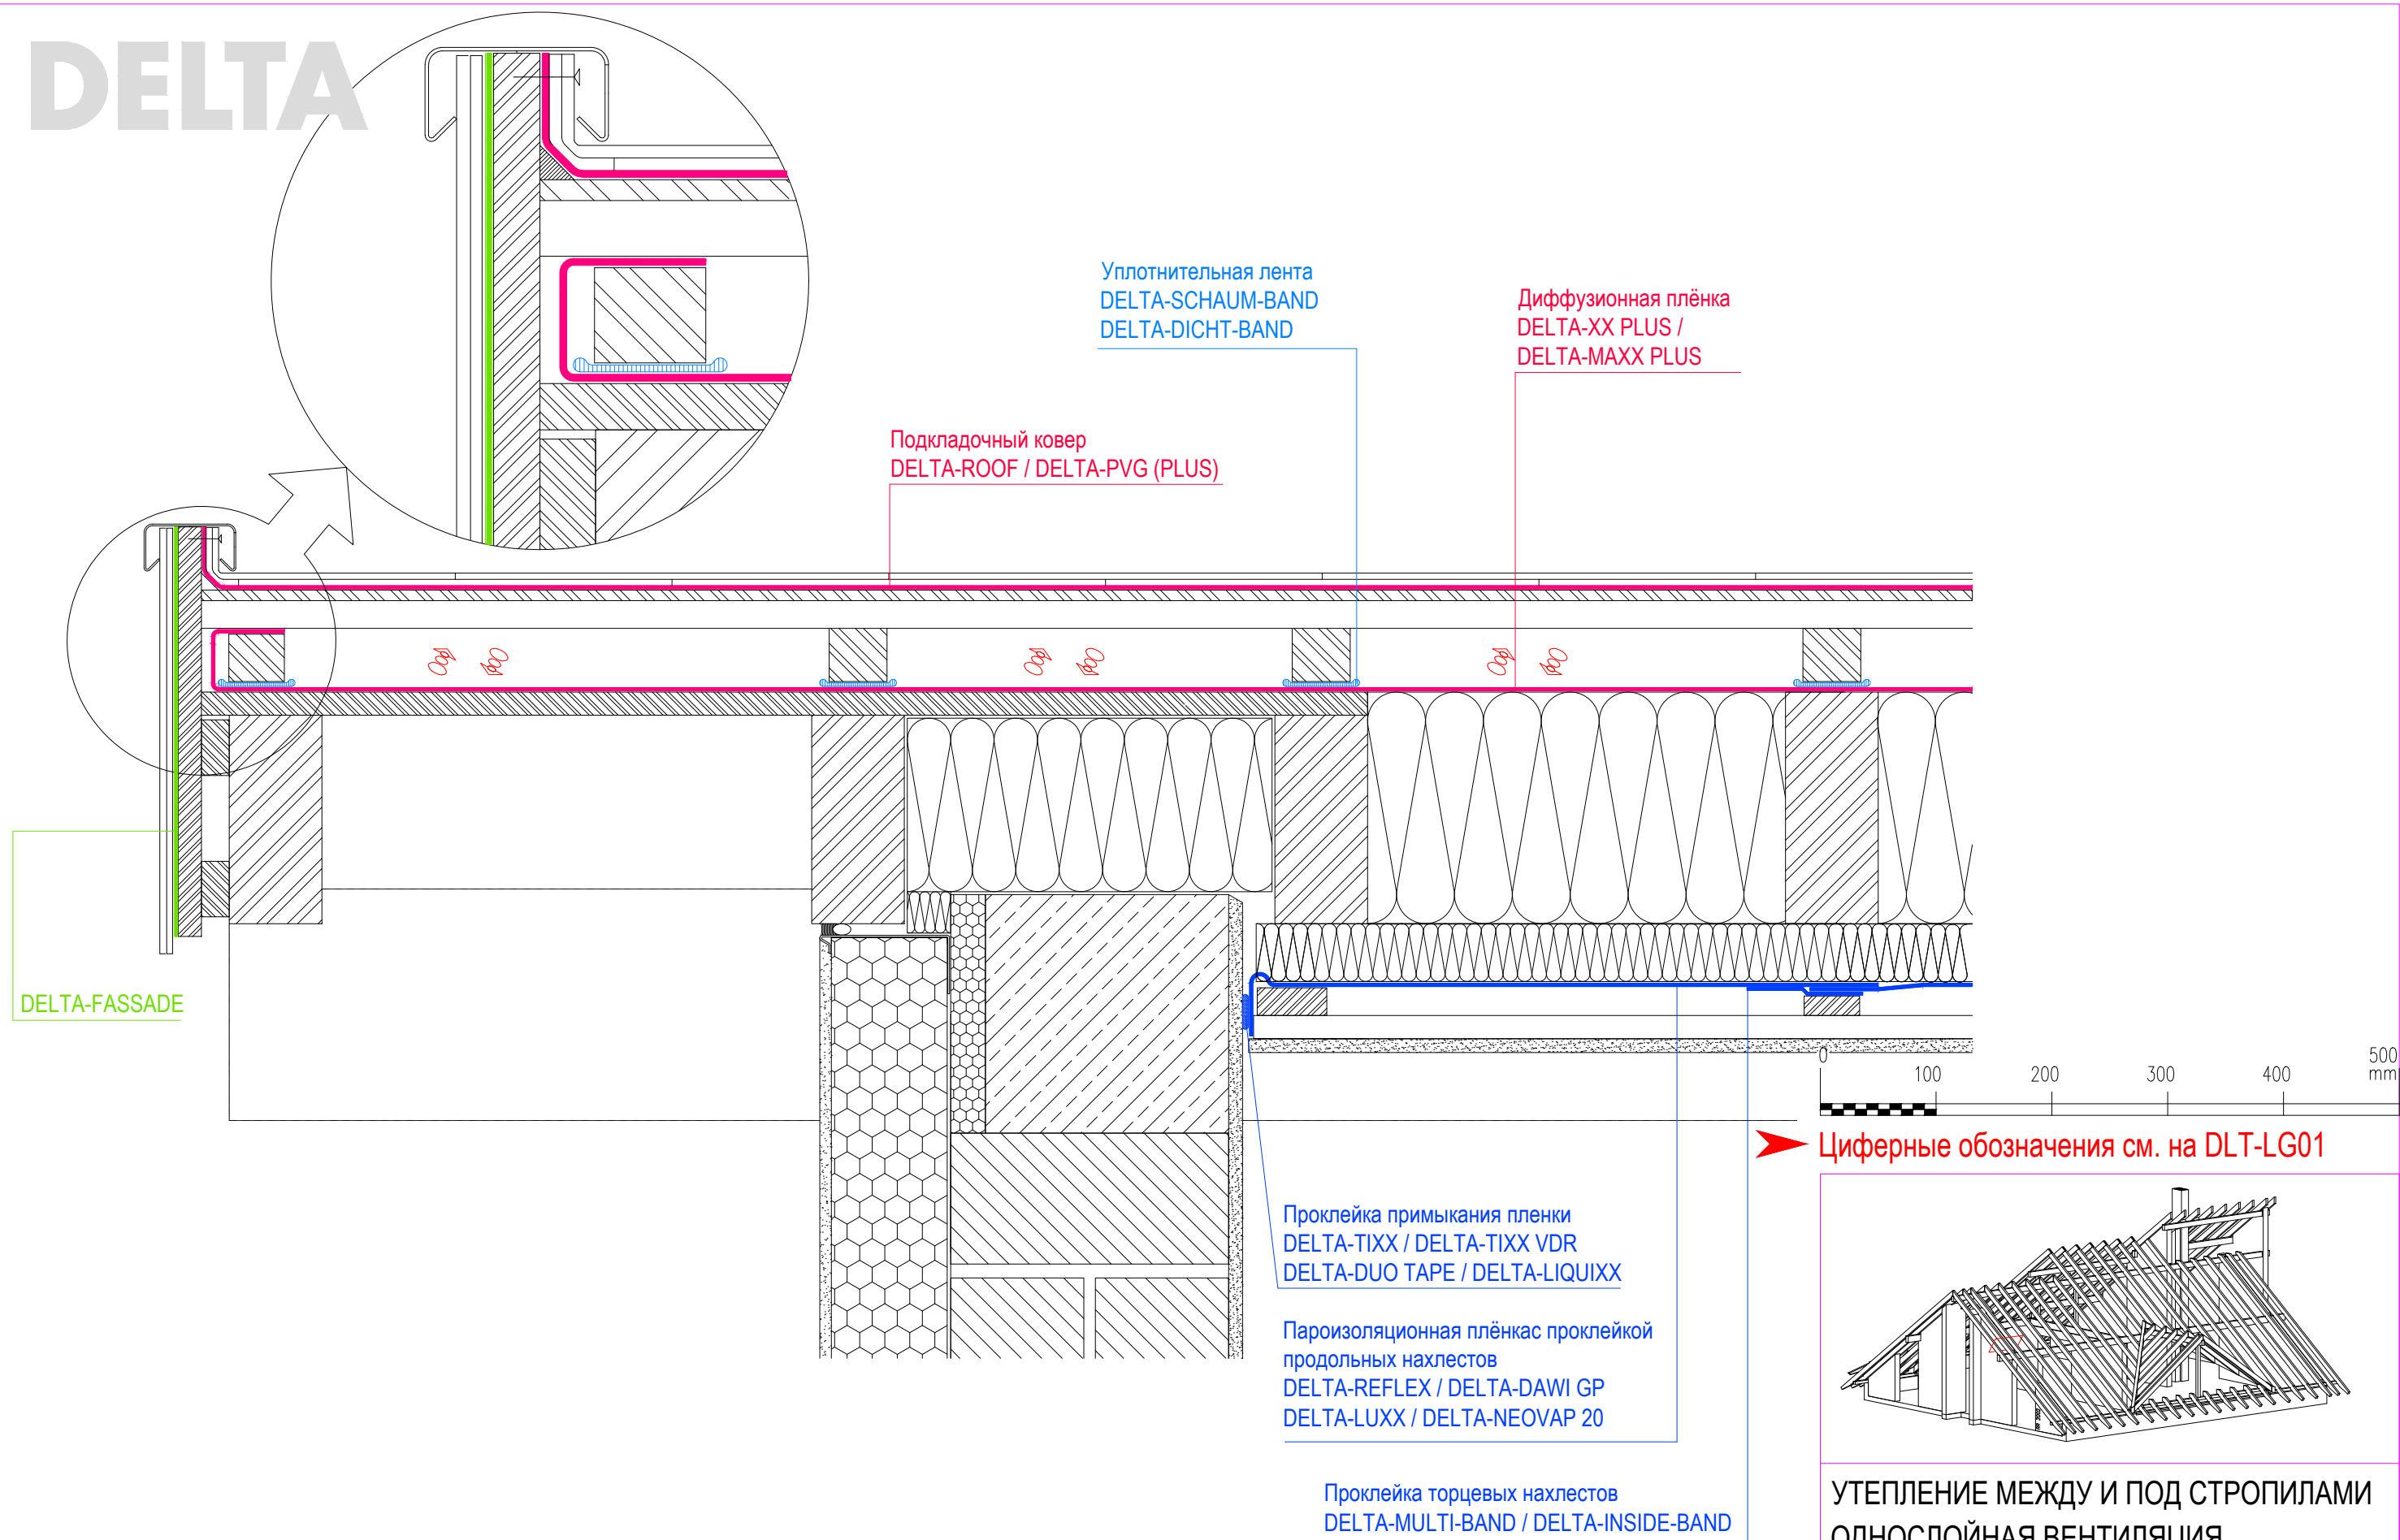 DELTA
Уплотнительная лента
DELTA-SCHAUM-BAND
DELTA-DICHT-BAND
Диффузионная плёнка
DELTA-XX PLUS /
DELTA-MAXX PLUS
Подкладочный ковер
DELTA-ROOF / DELTA-PVG (PLUS)
DELTA-FASSADE
0 100 200 300 400 500
mm
Циферные обозначения см. на DLT-LG01
Проклейка примыкания пленки
DELTA-TIXX / DELTA-TIXX VDR
DELTA-DUO TAPE / DELTA-LIQUIXX
Пароизоляционная плёнкас проклейкой
продольных нахлестов
DELTA-REFLEX / DELTA-DAWI GP
DELTA-LUXX / DELTA-NEOVAP 20
Проклейка торцевых нахлестов
DELTA-MULTI-BAND / DELTA-INSIDE-BAND
УТЕПЛЕНИЕ МЕЖДУ И ПОД СТРОПИЛАМИ
ОДНОСЛОЙНАЯ ВЕНТИЛЯЦИЯ